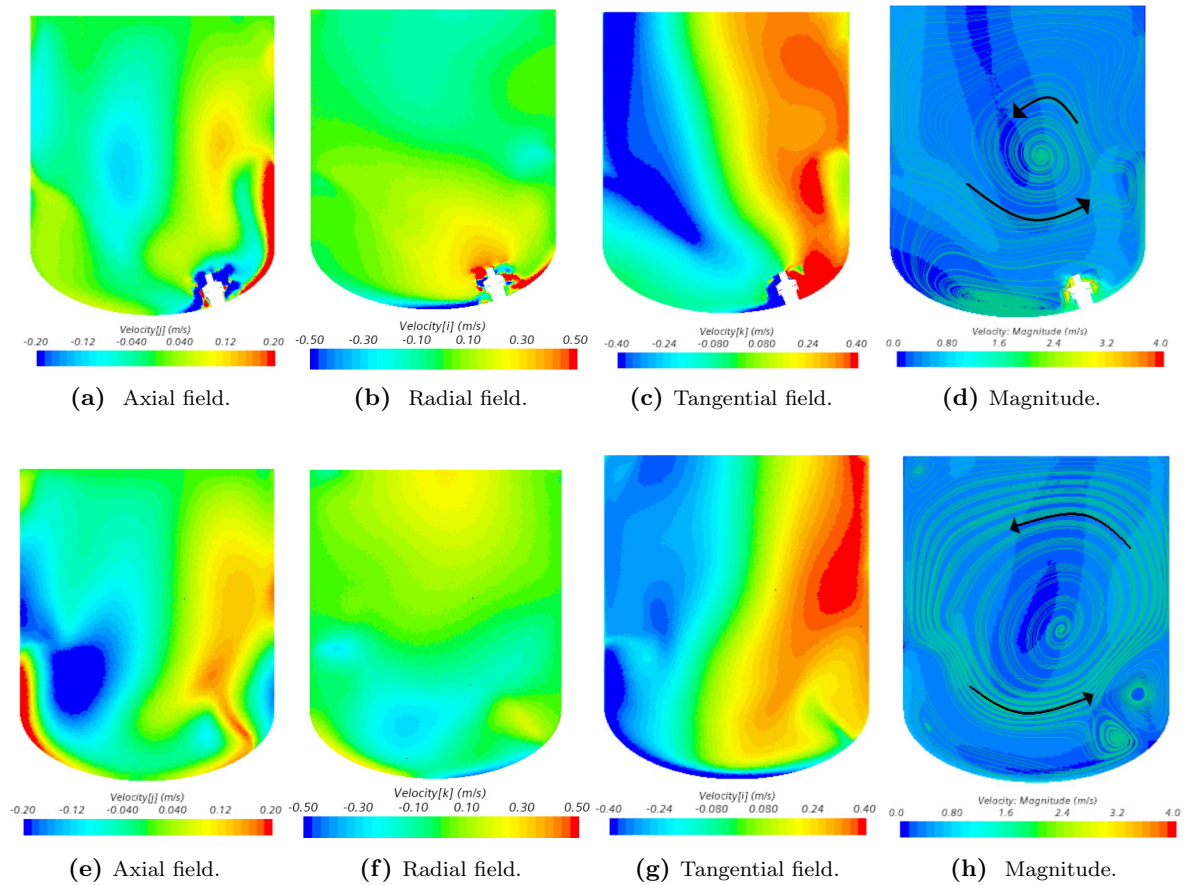 Velocity[j] (m/s)
-0.20 -0.12 -0.040 0.040 0.12 0.20
(a) Axial field.
Velocity[i] (m/s)
-0.50 -0.30 -0.10 0.10 0.30 0.50
(b) Radial field.
Velocity[k] (m/s)
-0.40 -0.24 -0.080 0.080 0.24 0.40
(c) Tangential field.
Velocity: Magnitude (m/s)
0.0 0.80 1.6 2.4 3.2 4.0
(d) Magnitude.
Velocity[j] (m/s)
-0.20 -0.12 -0.040 0.040 0.12 0.20
(e) Axial field.
Velocity[k] (m/s)
-0.50 -0.30 -0.10 0.10 0.30 0.50
(f) Radial field.
Velocity[i] (m/s)
-0.40 -0.24 -0.080 0.080 0.24 0.40
(g) Tangential field.
Velocity: Magnitude (m/s)
0.0 0.80 1.6 2.4 3.2 4.0
(h) Magnitude.